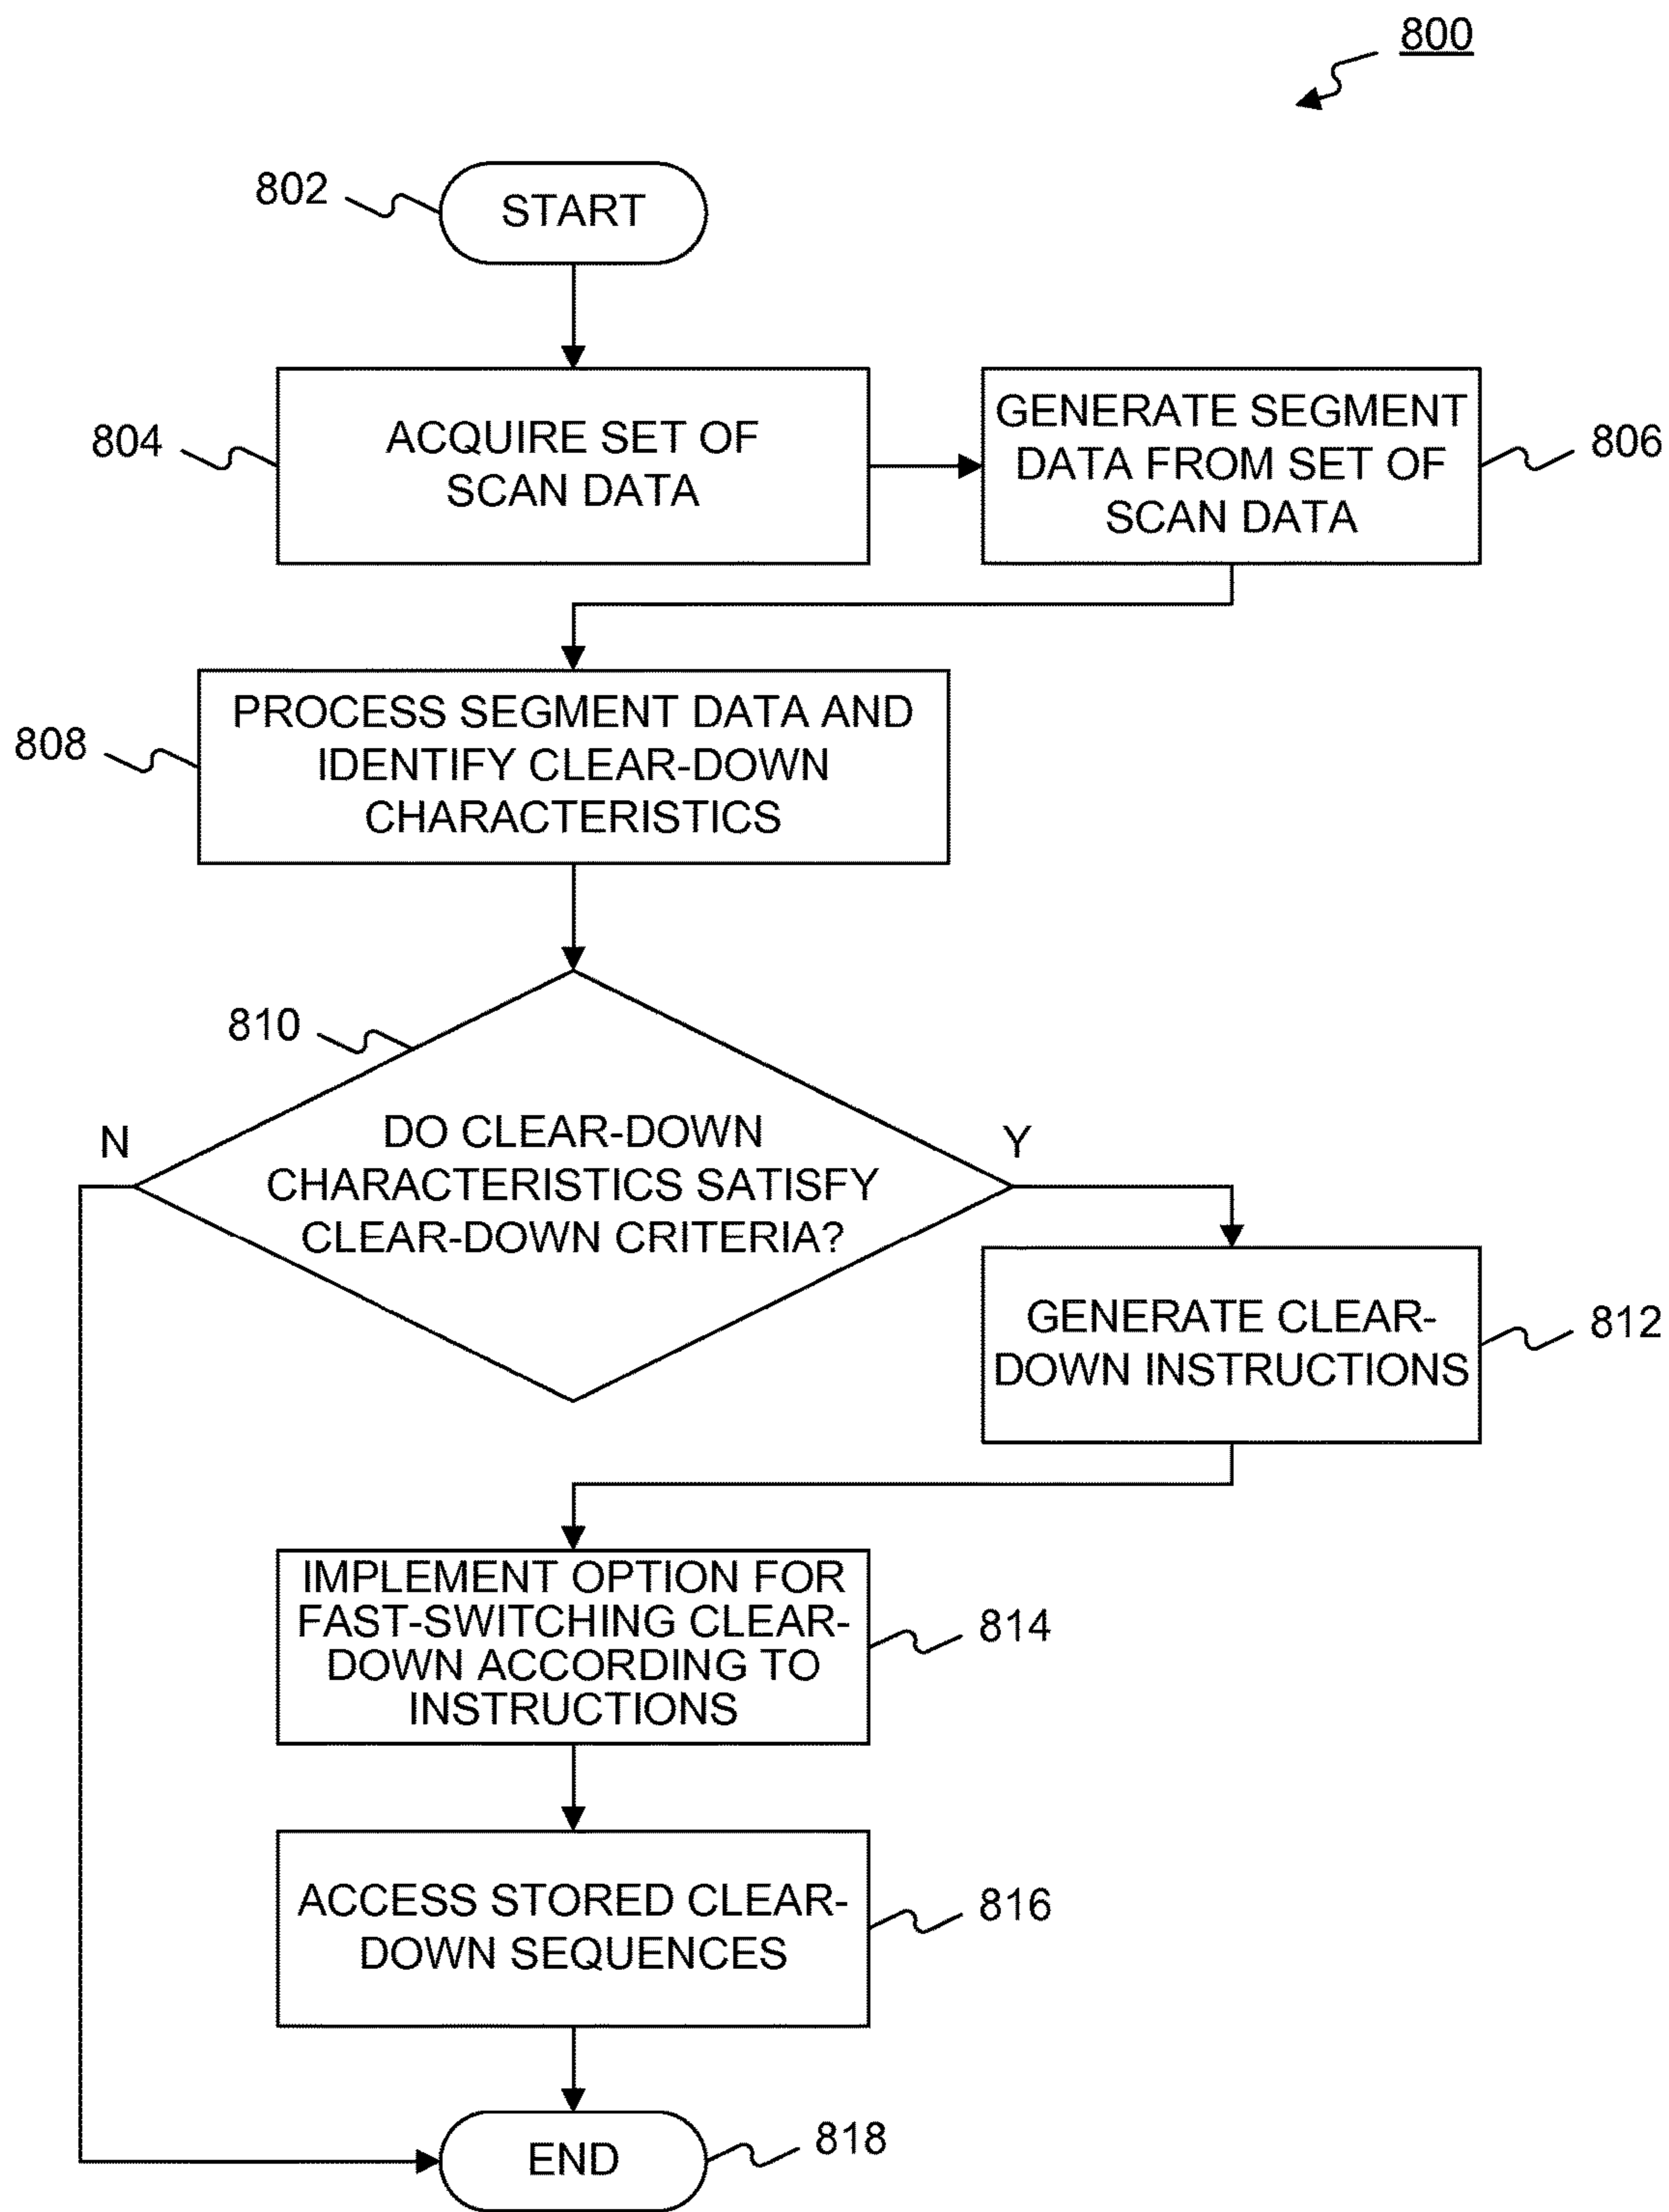 800
802
START
804
ACQUIRE SET OF
SCAN DATA
GENERATE SEGMENT
DATA FROM SET OF
SCAN DATA
806
808
PROCESS SEGMENT DATA AND
IDENTIFY CLEAR-DOWN
CHARACTERISTICS
810
N
DO CLEAR-DOWN
CHARACTERISTICS SATISFY
CLEAR-DOWN CRITERIA?
Y
GENERATE CLEAR-
DOWN INSTRUCTIONS
812
IMPLEMENT OPTION FOR
FAST-SWITCHING CLEAR-
DOWN ACCORDING TO
INSTRUCTIONS
814
ACCESS STORED CLEAR-
DOWN SEQUENCES
816
END
818